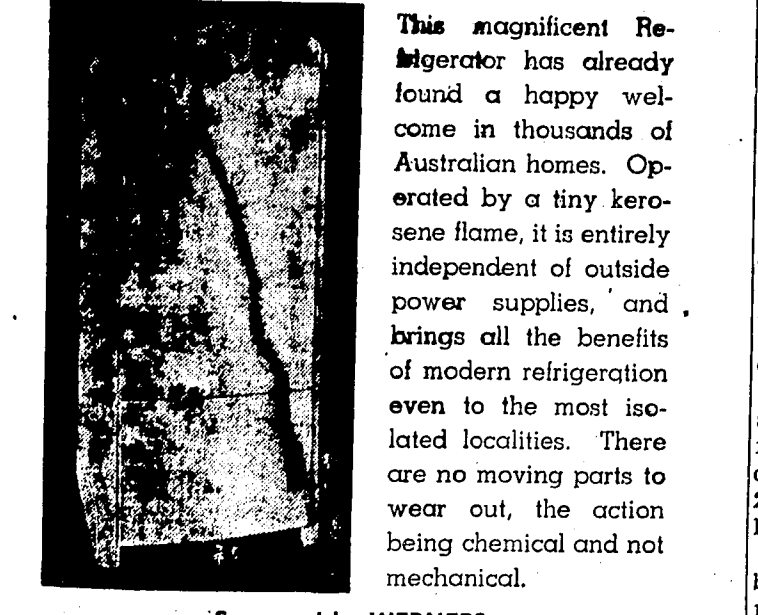 This magnificent Re-
frigerator has already
found a happy wel-
come in thousands of
Australian homes. Op-
erated by a tiny kero-
sene flame, it is entirely
independent of outside
power supplies, and
brings all the benefits
of modern refrigeration
even to the most iso-
lated localities. There
are no moving parts to
wear out, the action
being chemical and not
mechanical.